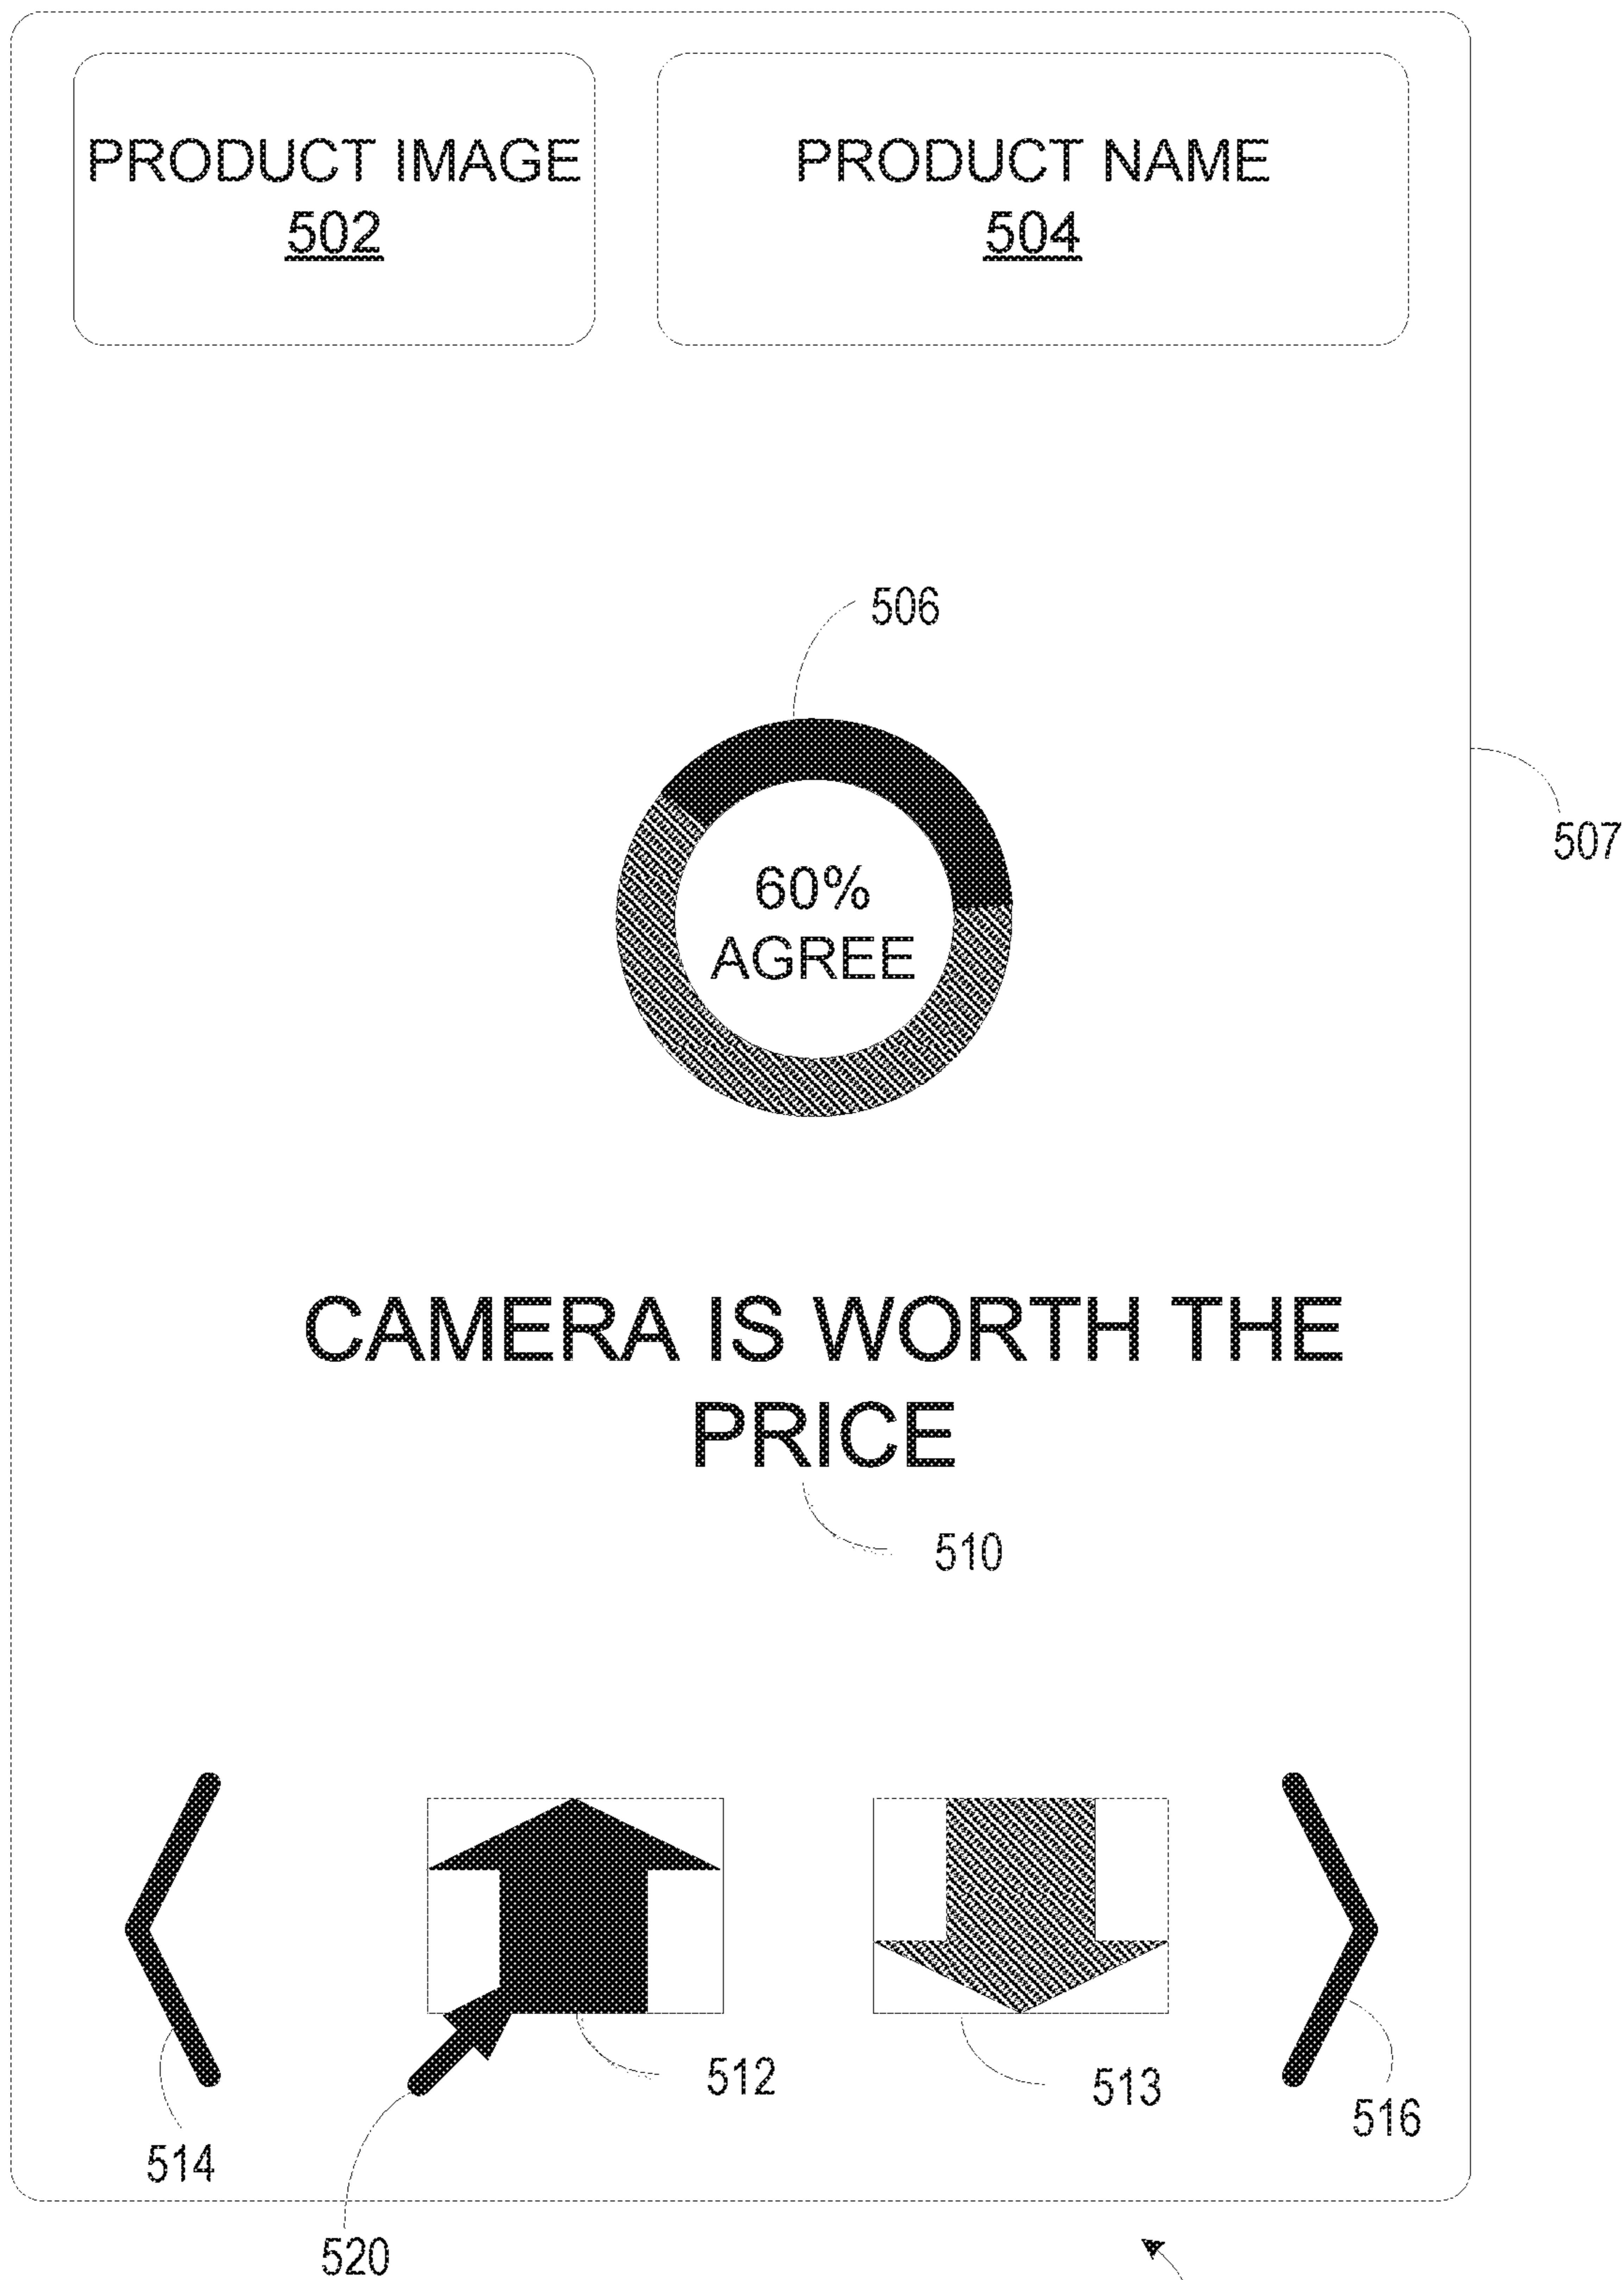 PRODUCT IMAGE
502
PRODUCT NAME
504
506
507
60%
AGREE
CAMERA IS WORTH THE
PRICE
510
512
513
514
516
520